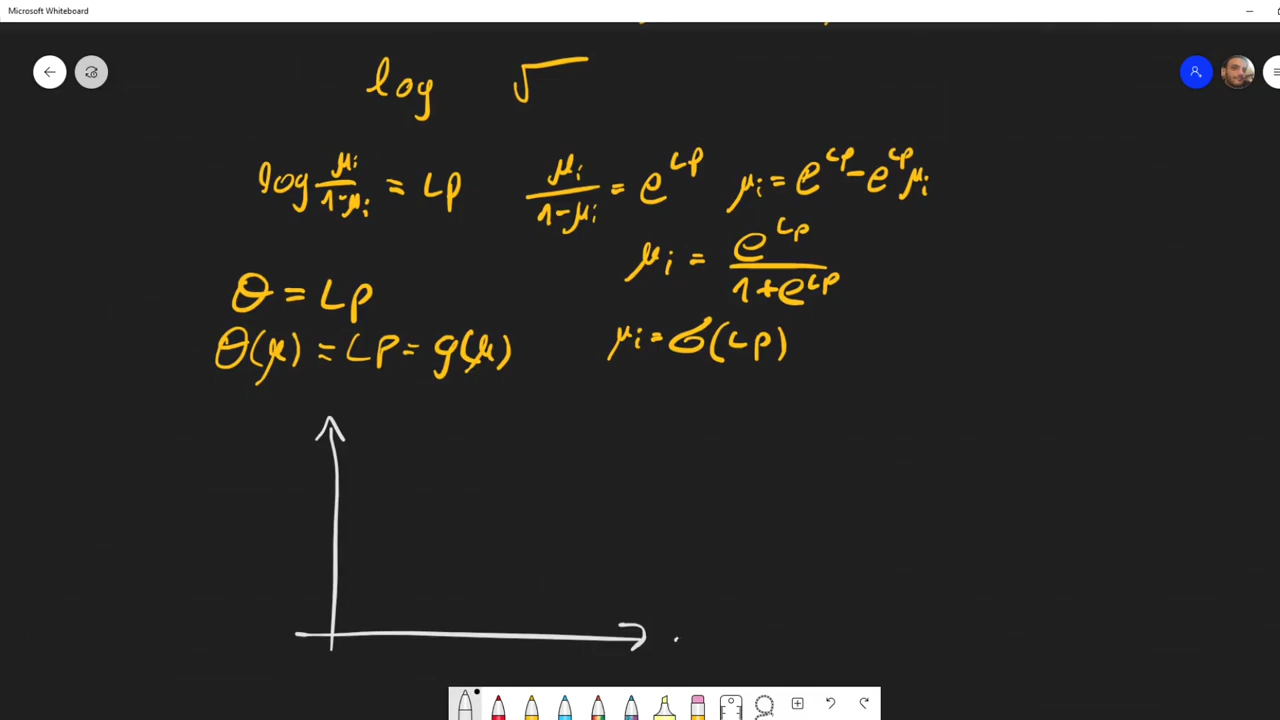 Microsoft Whiteboard
log √
log μi/1-μi = LP μi/1-μi = e^LP μi = e^LP - e^LP μi
μi = e^LP/1+e^LP
θ = LP
θ(μ) = LP = g(μ) μi = σ(LP)